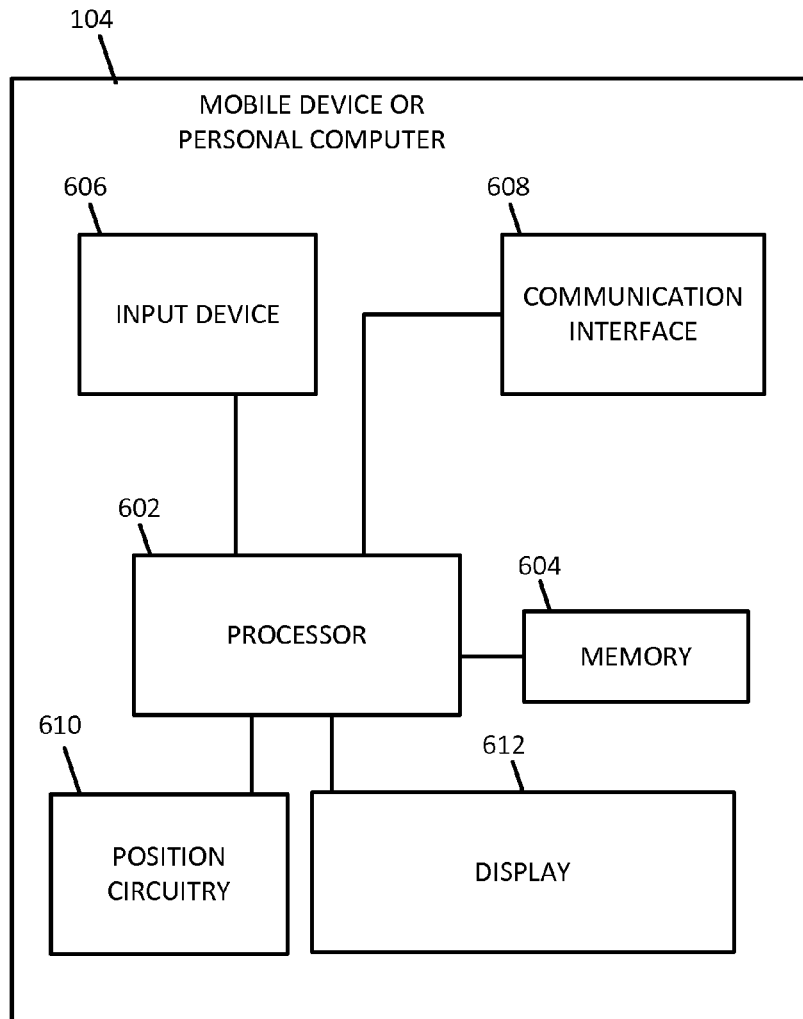 104
MOBILE DEVICE OR
PERSONAL COMPUTER
606
608
INPUT DEVICE
COMMUNICATION
INTERFACE
602
604
PROCESSOR
MEMORY
610
612
POSITION
CIRCUITRY
DISPLAY